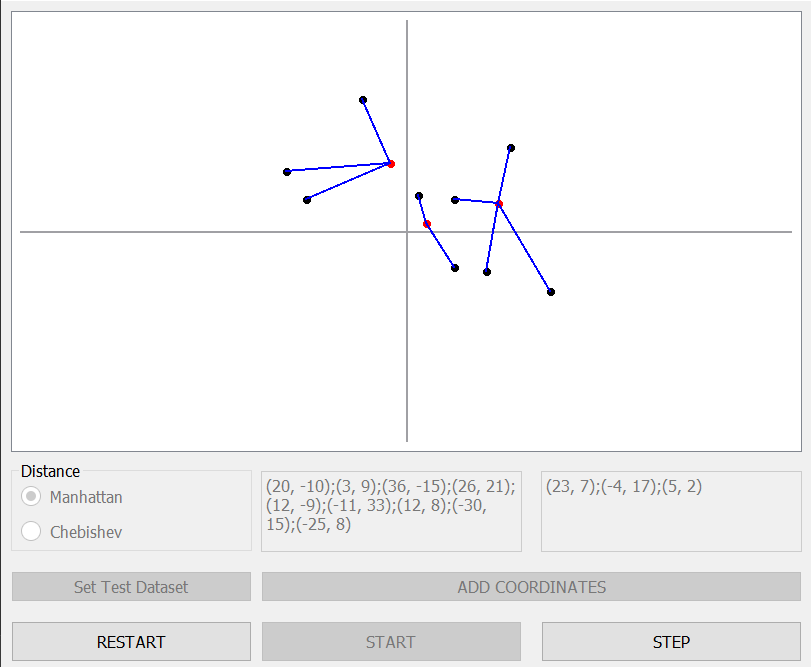 Distance
Manhattan
Chebishev
(20, -10);(3, 9);(36, -15);(26, 21);
(12, -9);(-11, 33);(12, 8);(-30,
15);(-25, 8)
(23, 7);(-4, 17);(5, 2)
Set Test Dataset
ADD COORDINATES
RESTART
START
STEP